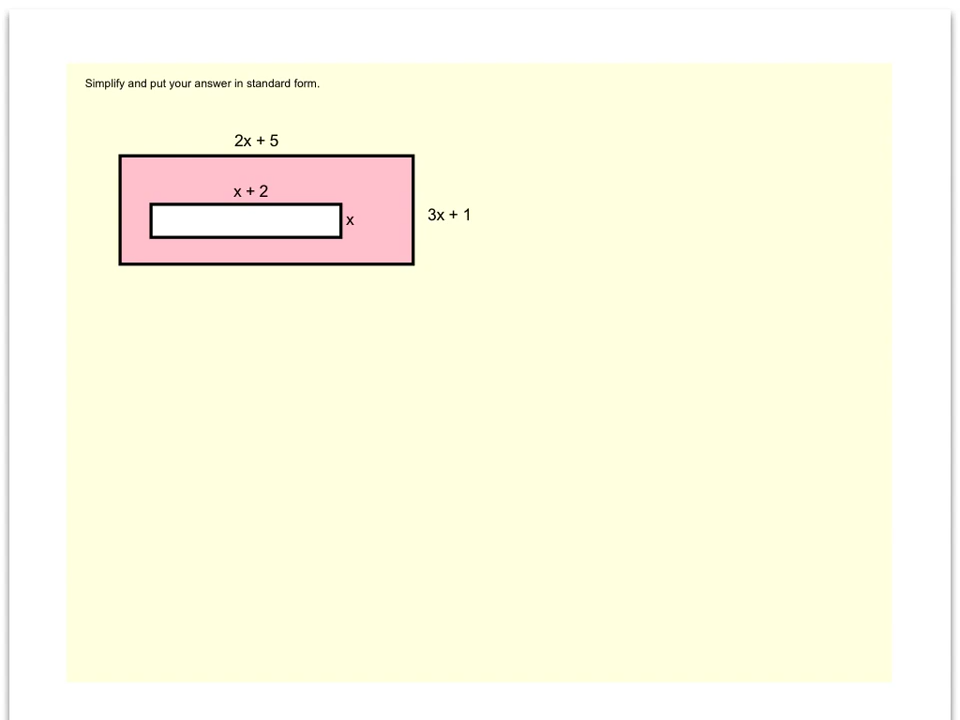 Simplify and put your answer in standard form.
2x + 5
x + 2
x
3x + 1